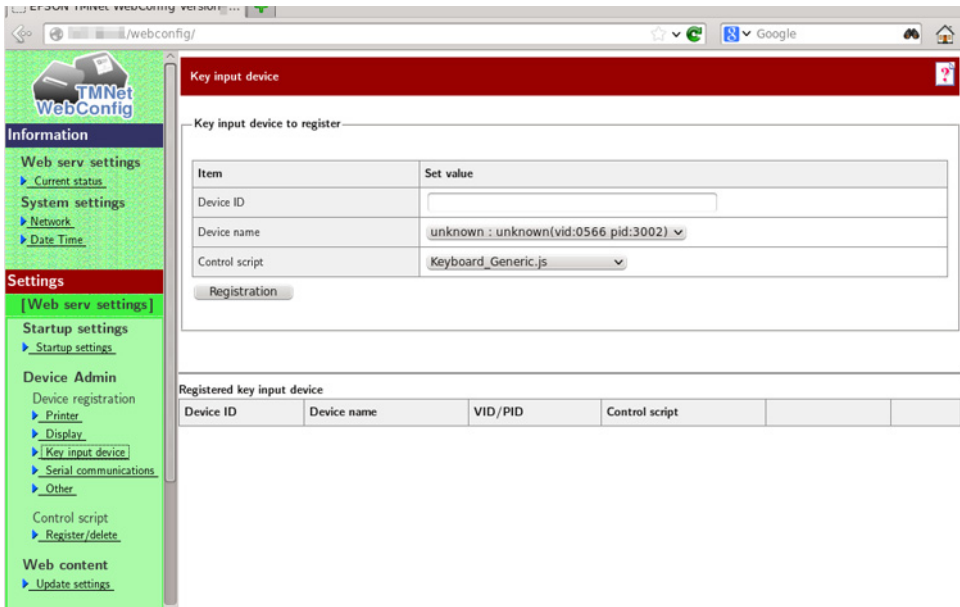 EPSON TMNet WebConfig Version ...
/webconfig/
Google
TMNet
WebConfig
Information
Web serv settings
Current status
System settings
Network
Date Time
Settings
[Web serv settings]
Startup settings
Startup settings
Device Admin
Device registration
Printer
Display
Key input device
Serial communications
Other
Control script
Register/delete
Web content
Update settings
Key input device
?
Key input device to register
Item Set value
Device ID
Device name unknown : unknown(vid:0566 pid:3002)
Control script Keyboard_Generic.js
Registration
Registered key input device
Device ID Device name VID/PID Control script